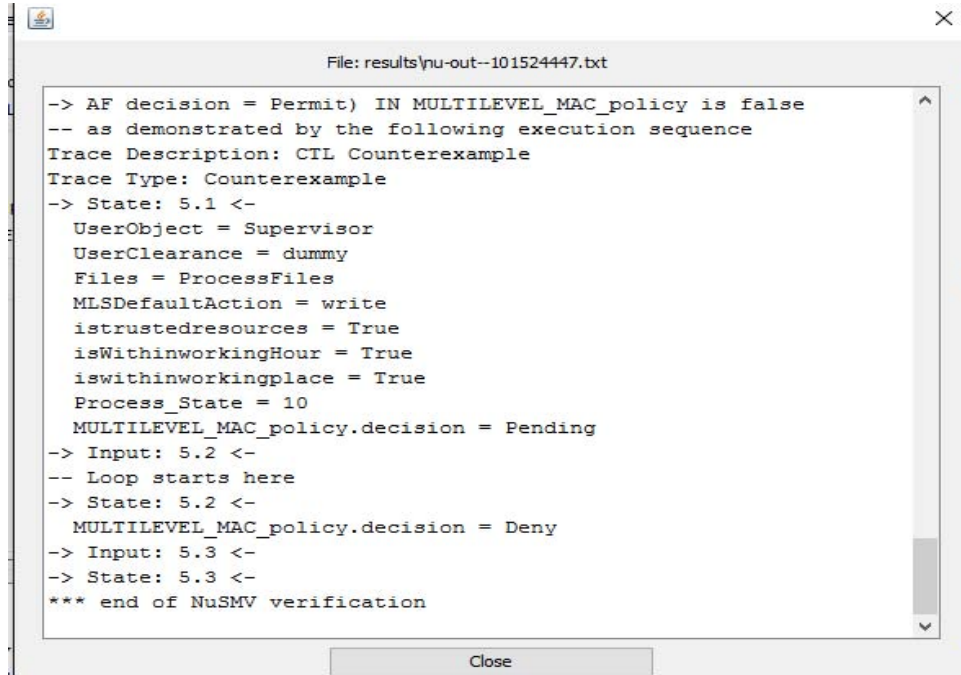 File: results\nu-out--101524447.txt
-> AF decision = Permit) IN MULTILEVEL_MAC_policy is false
-- as demonstrated by the following execution sequence
Trace Description: CTL Counterexample
Trace Type: Counterexample
-> State: 5.1 <-
UserObject = Supervisor
UserClearance = dummy
Files = ProcessFiles
MLSDefaultAction = write
istrustedresources = True
isWithinworkingHour = True
iswithinworkingplace = True
Process_State = 10
MULTILEVEL_MAC_policy.decision = Pending
-> Input: 5.2 <-
-- Loop starts here
-> State: 5.2 <-
MULTILEVEL_MAC_policy.decision = Deny
-> Input: 5.3 <-
-> State: 5.3 <-
*** end of NuSMV verification
Close